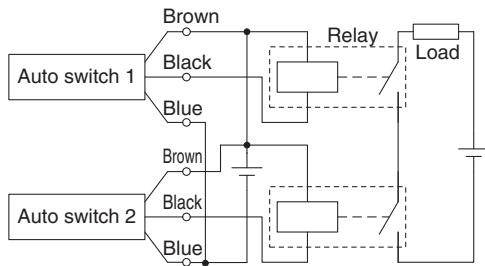 Brown
Relay
Load
Auto switch 1
Black
Blue
Brown
Auto switch 2
Black
Blue